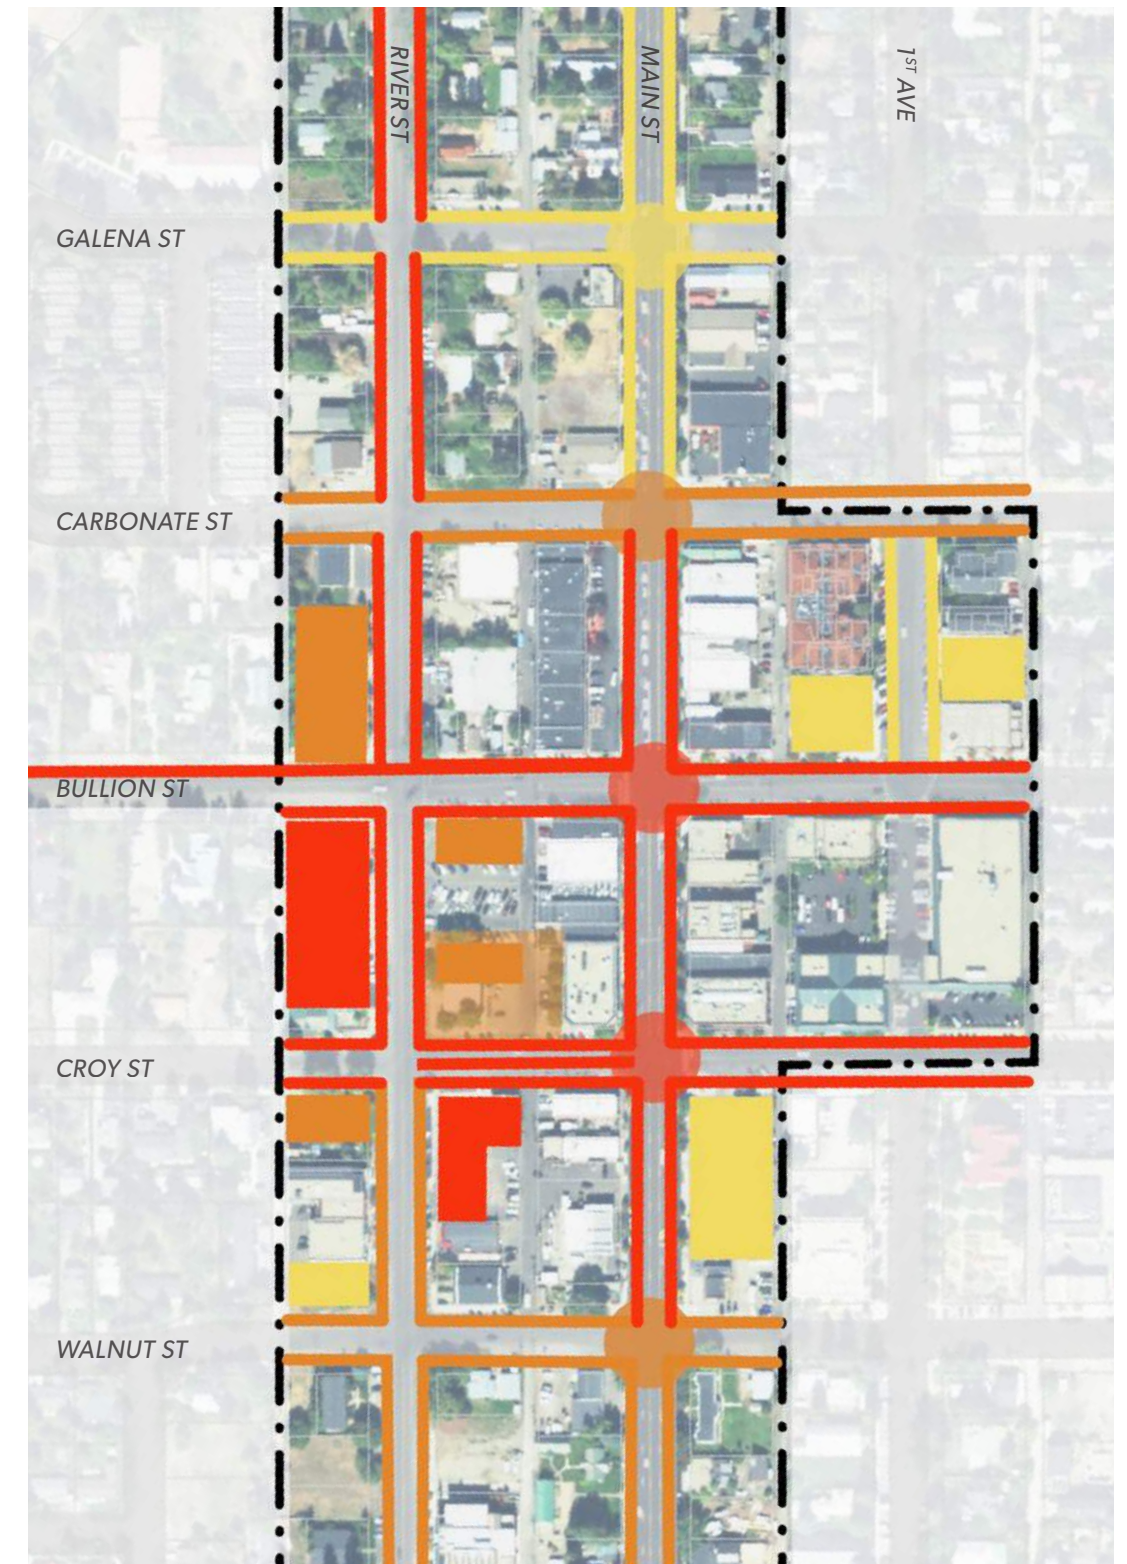 RIVER ST
MAIN ST
1ST AVE
GALENA ST
CARBONATE ST
BULLION ST
CROY ST
WALNUT ST